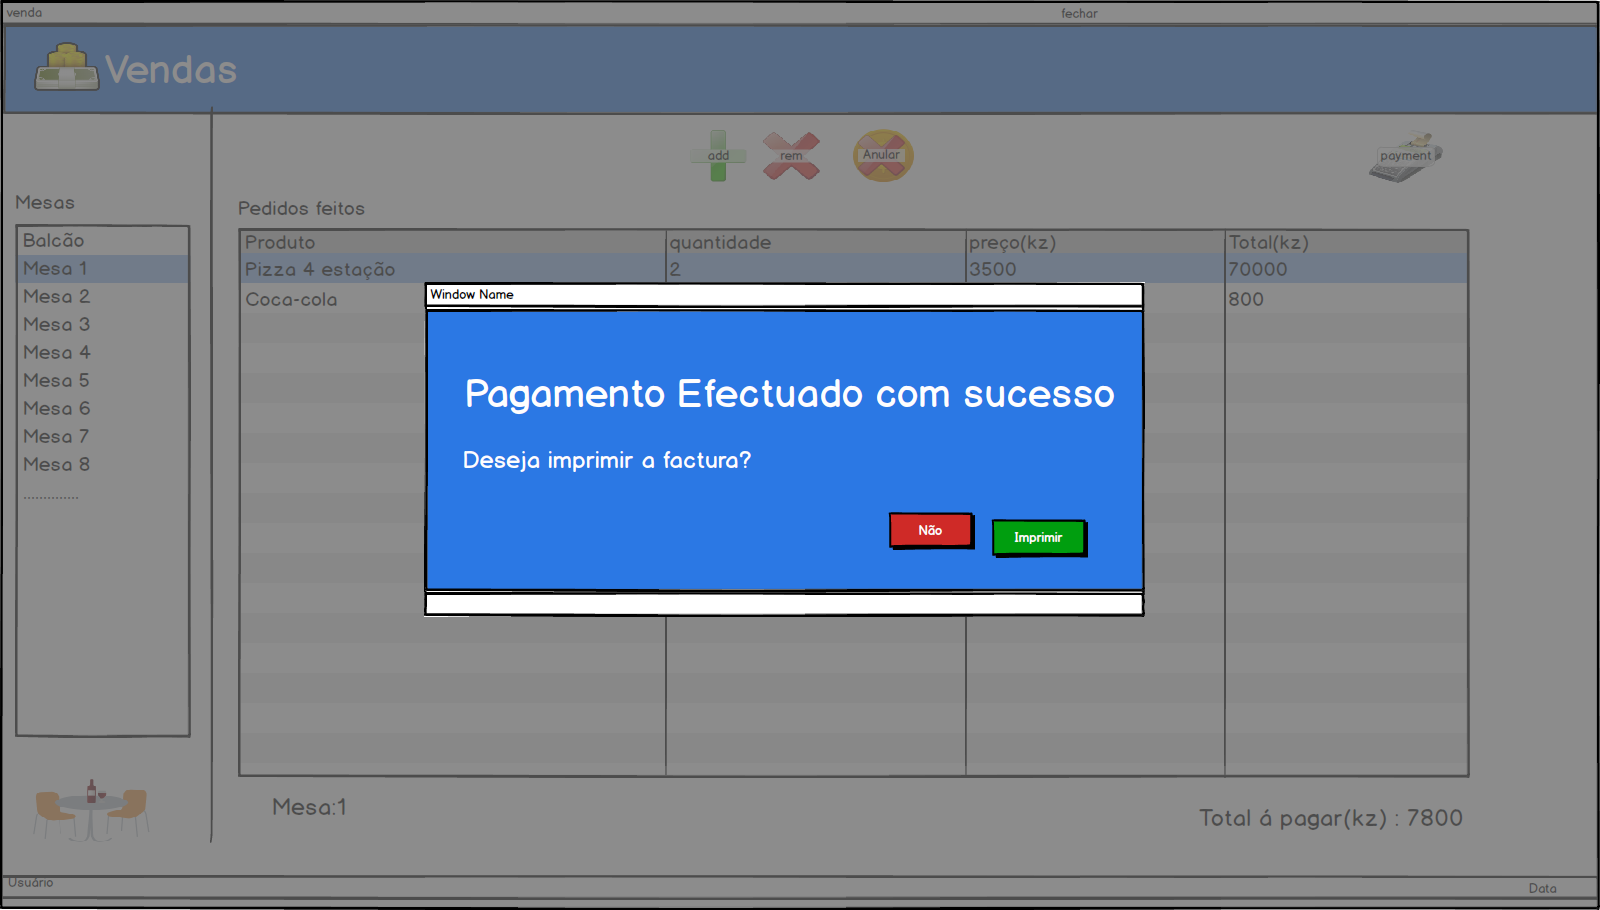 venda
fechar
Vendas
add
rem
Anular
payment
Mesas
Pedidos feitos
Balcão
Mesa 1
Mesa 2
Mesa 3
Mesa 4
Mesa 5
Mesa 6
Mesa 7
Mesa 8
..............
Produto quantidade preço(kz) Total(kz)
Pizza 4 estação 2 3500 70000
Coca-cola 800
Window Name
Pagamento Efectuado com sucesso
Deseja imprimir a factura?
Não
Imprimir
Mesa:1
Total á pagar(kz) : 7800
Usuário
Data